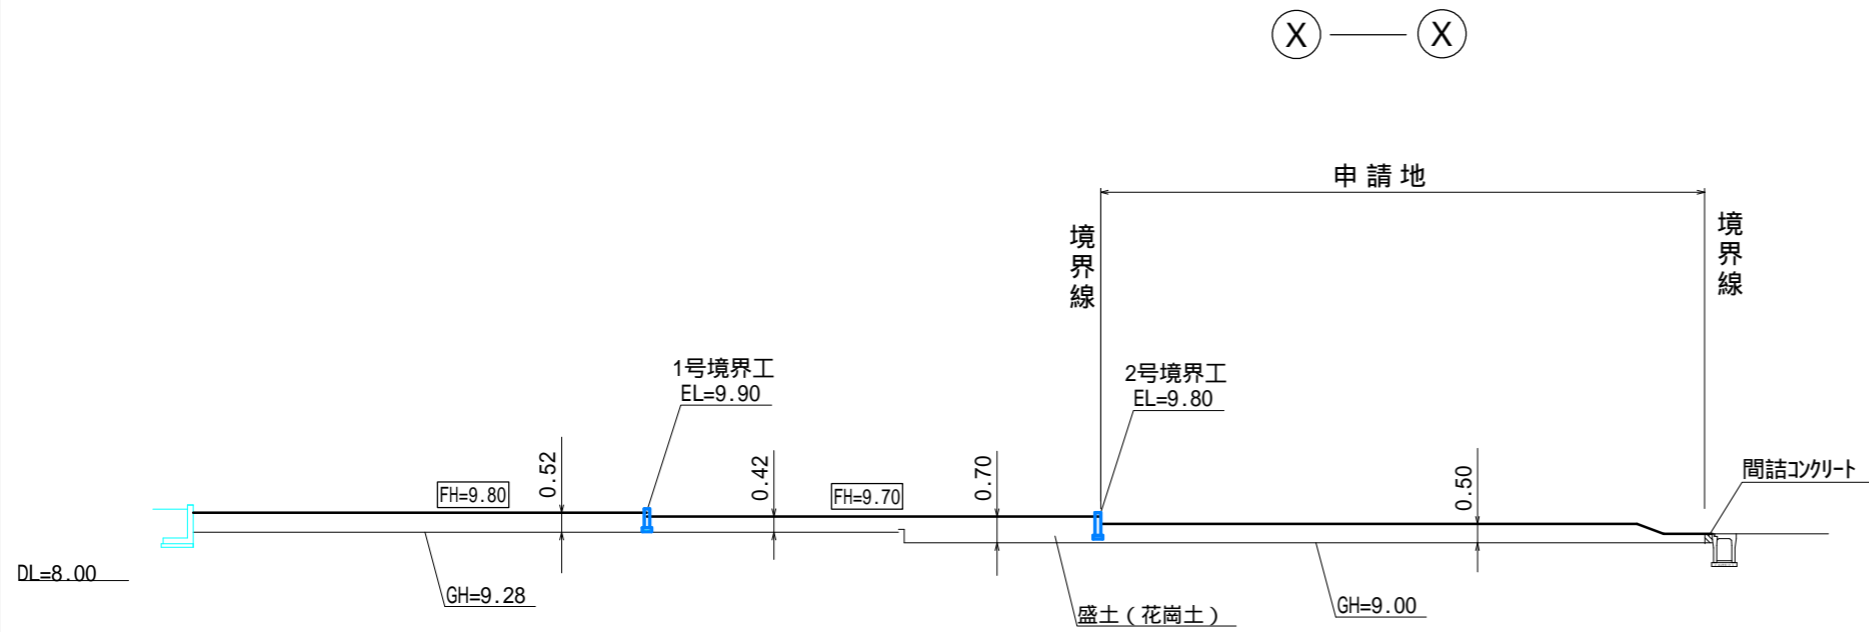 X X
申請地
境界線
境界線
1号境界工
EL=9.90
2号境界工
EL=9.80
0.52
0.42
0.70
0.50
FH=9.80
FH=9.70
間詰コンクリート
DL=8.00
GH=9.28
盛土(花崗土)
GH=9.00